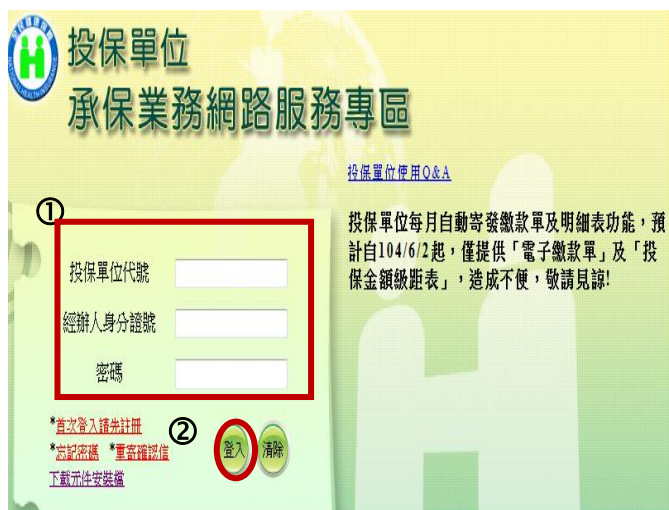 投保單位
承保業務網路服務專區
投保單位使用Q&A
投保單位每月自動寄發繳款單及明細表功能，預
計自104/6/2起，僅提供「電子繳款單」及「投
保金額級距表」，造成不便，敬請見諒!
①
投保單位代號
經辦人身分證號
密碼
*首次登入請先註冊
*忘記密碼 *重寄確認信
下載元件安裝檔
②
登入
清除